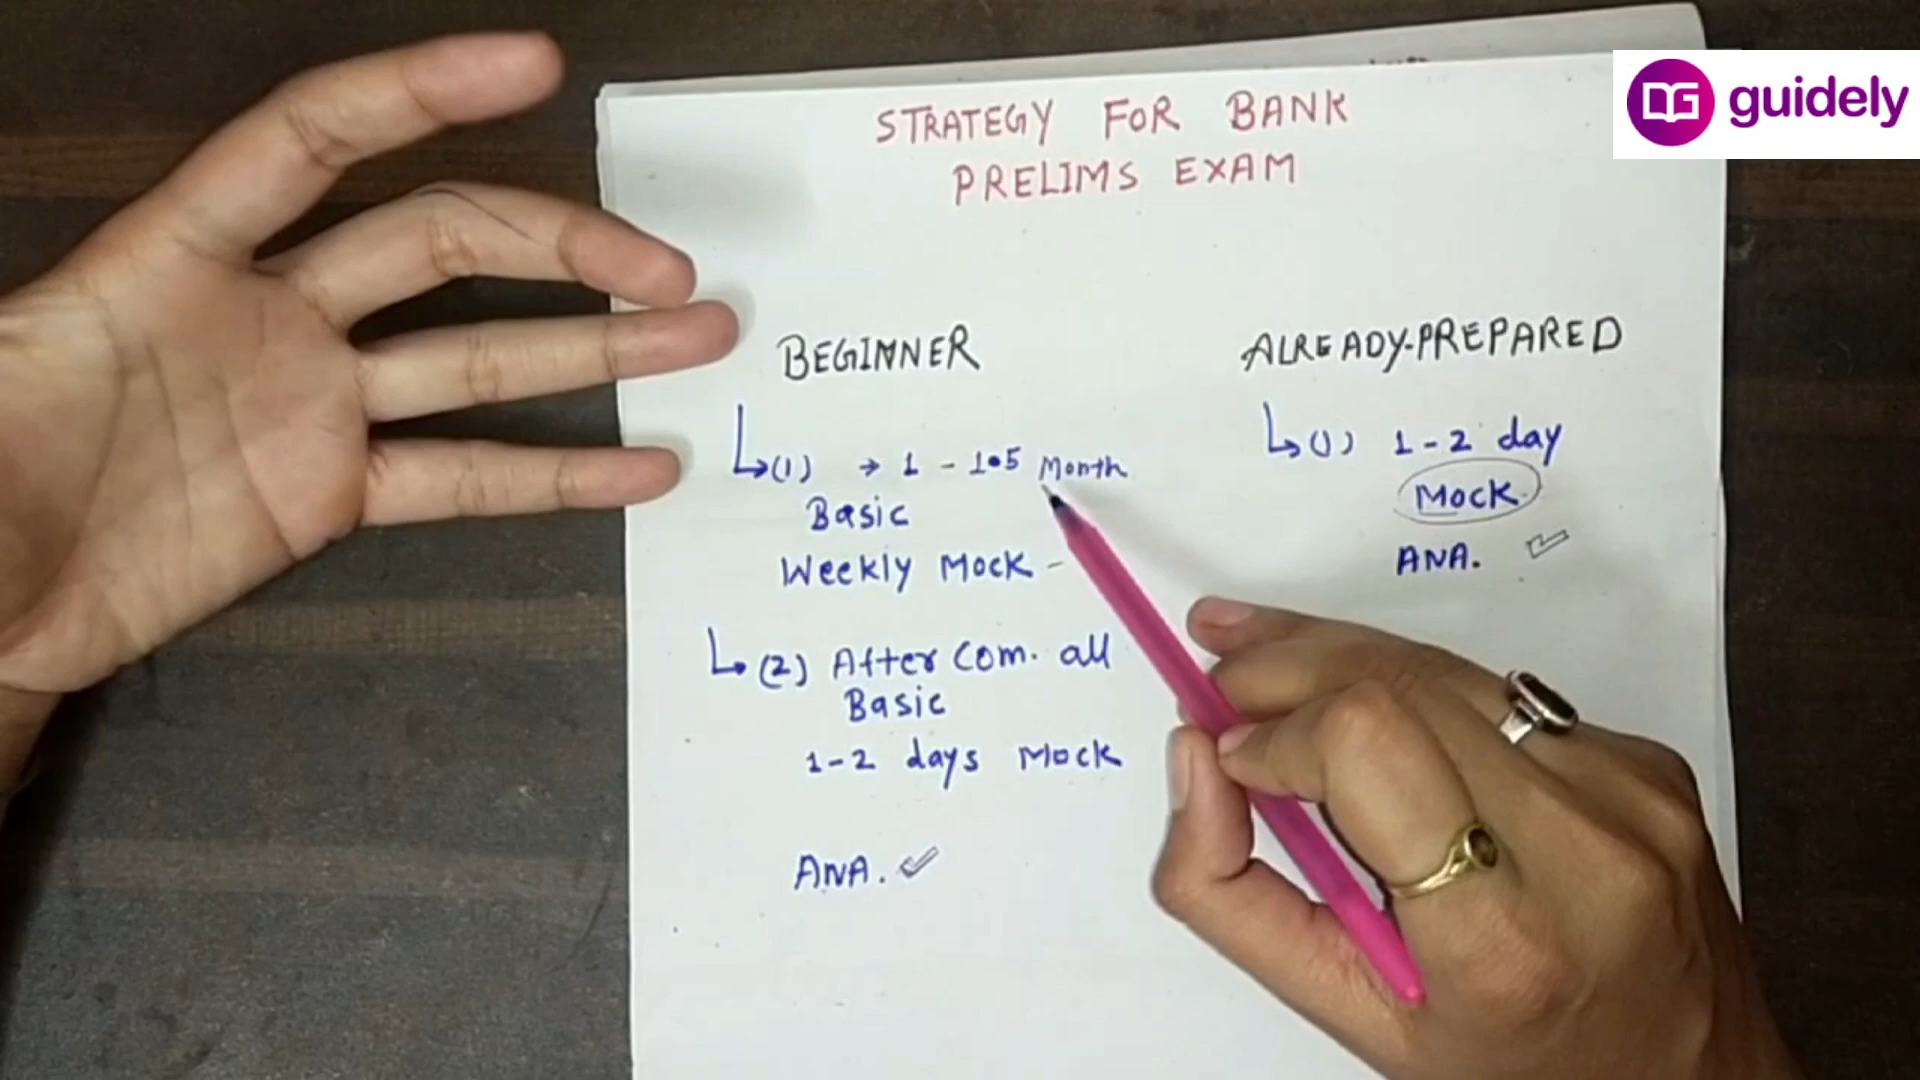 guidely
STRATEGY FOR BANK
PRELIMS EXAM
BEGINNER
(1) → 1 - 1.5 Month
Basic
Weekly Mock -
(2) After com. all
Basic
1-2 days Mock
ANA.
ALREADY-PREPARED
(1) 1-2 day
Mock
ANA.